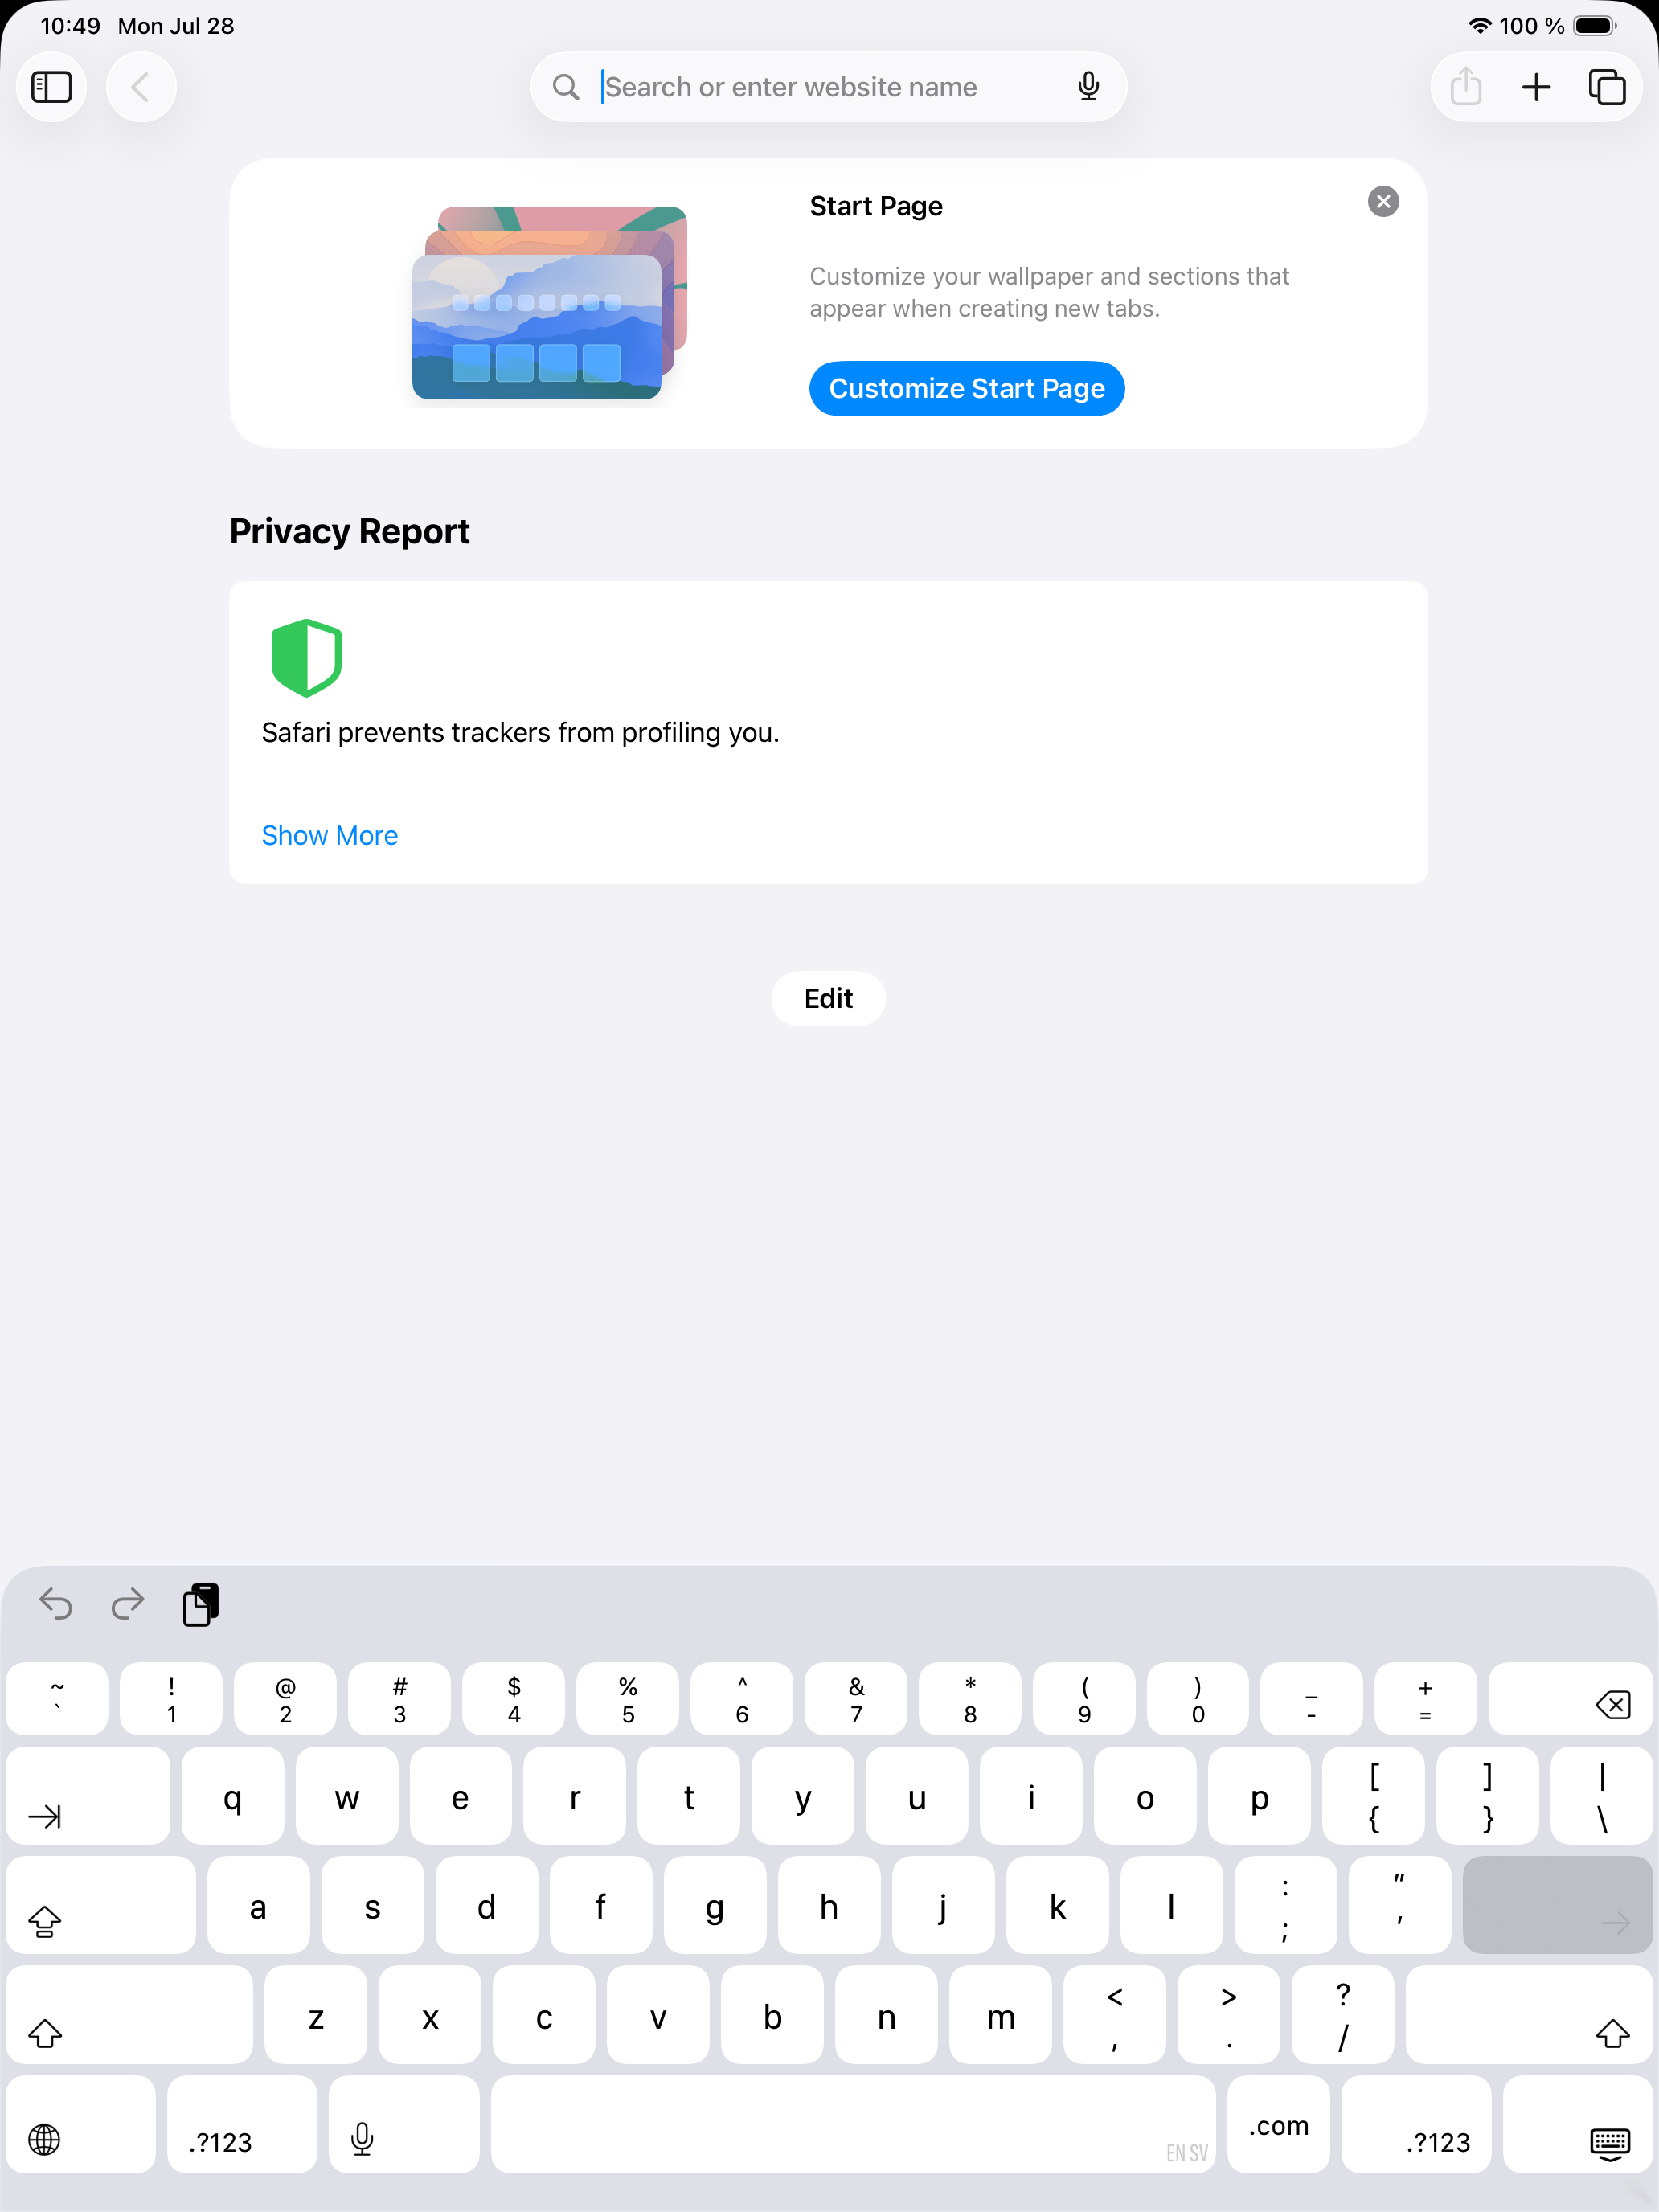 10:49 Mon Jul 28
100 %
Search or enter website name
Start Page
Customize your wallpaper and sections that
appear when creating new tabs.
Customize Start Page
Privacy Report
Safari prevents trackers from profiling you.
Show More
Edit
~ ! @ # $ % ^ & * ( ) _ +
` 1 2 3 4 5 6 7 8 9 0 - =
q w e r t y u i o p [ ] |
{ } \
a s d f g h j k l : "
; '
z x c v b n m < > ?
, . /
.?123 EN SV .com .?123